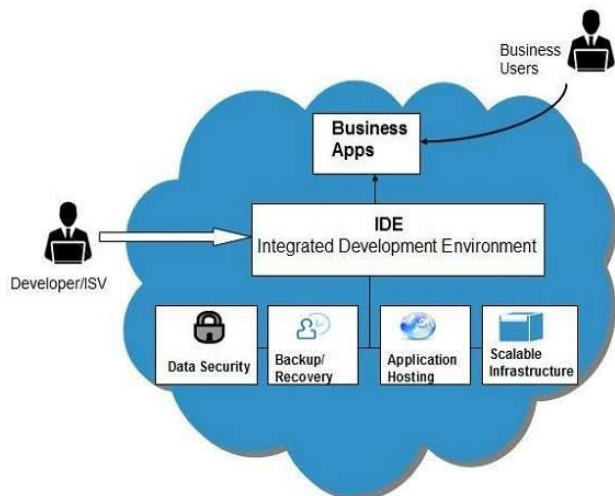 Business
Users
Business
Apps
IDE
Integrated Development Environment
Developer/ISV
Data Security
Backup/
Recovery
Application
Hosting
Scalable
Infrastructure